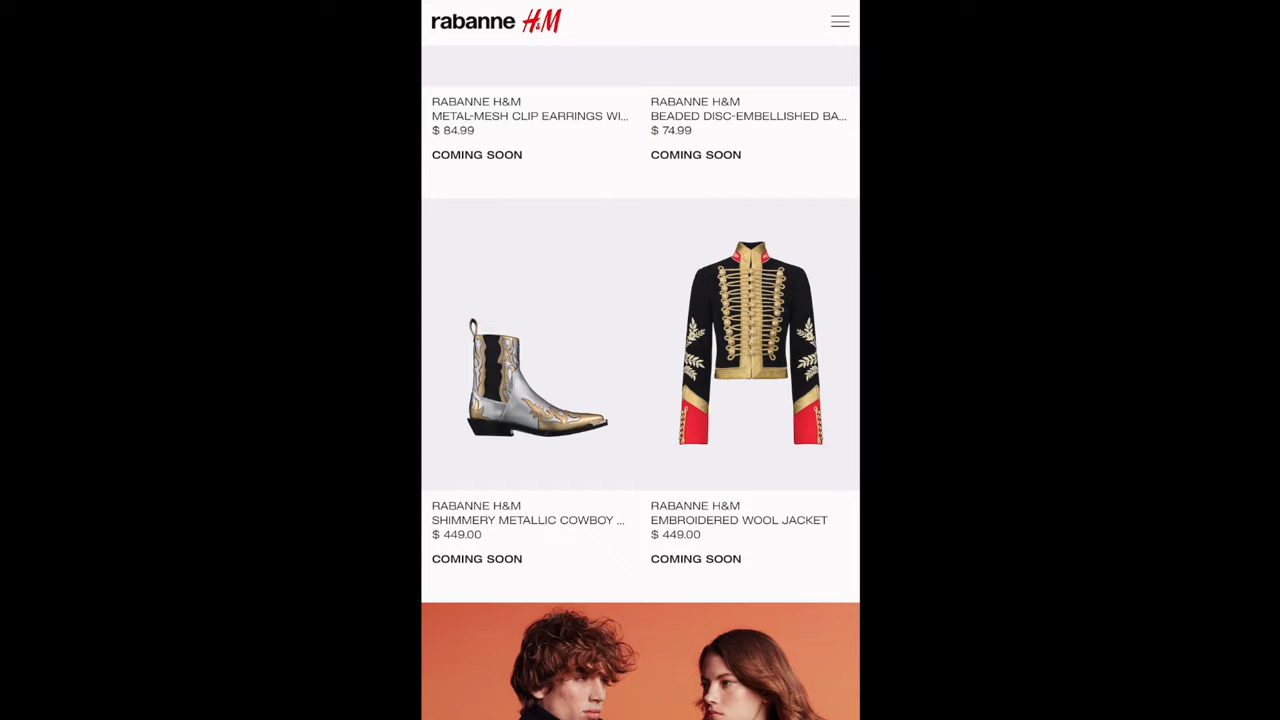 rabanne H&M
RABANNE H&M
METAL-MESH CLIP EARRINGS WI...
$ 84.99
COMING SOON
RABANNE H&M
BEADED DISC-EMBELLISHED BA...
$ 74.99
COMING SOON
RABANNE H&M
SHIMMERY METALLIC COWBOY ...
$ 449.00
COMING SOON
RABANNE H&M
EMBROIDERED WOOL JACKET
$ 449.00
COMING SOON